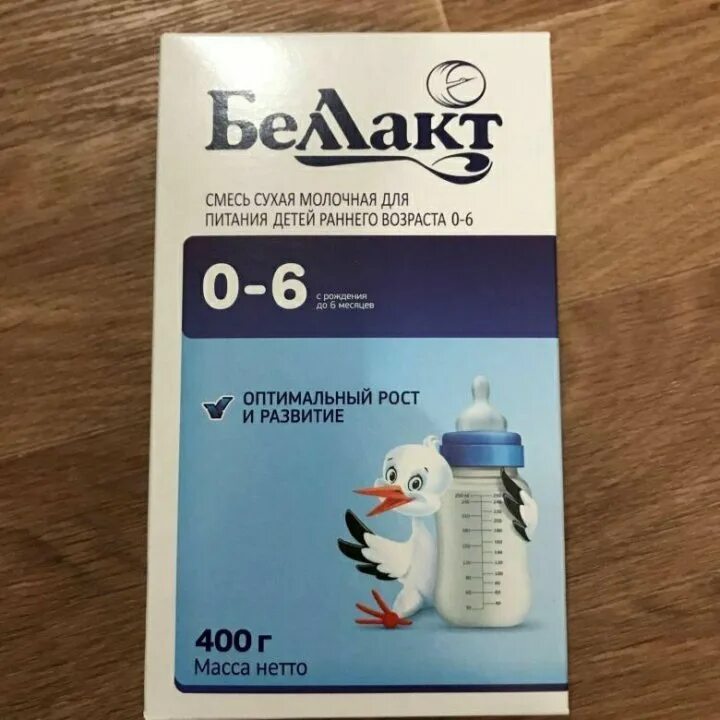 Беллакт
СМЕСЬ СУХАЯ МОЛОЧНАЯ ДЛЯ
ПИТАНИЯ ДЕТЕЙ РАННЕГО ВОЗРАСТА 0-6
0-6
с рождения
до 6 месяцев
ОПТИМАЛЬНЫЙ РОСТ
И РАЗВИТИЕ
400 г
Масса нетто